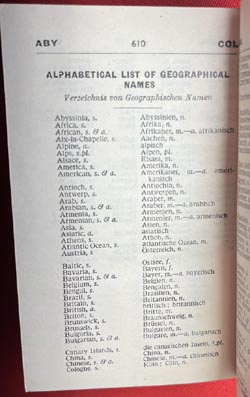 ABY 610 COL
ALPHABETICAL LIST OF GEOGRAPHICAL
NAMES
Verzeichnis von Geographischen Namen
Abyssinia, s. Abyssinien, n.
Africa, s. Afrika, n.
African, s. & a. Afrikaner, m.—a. afrikanisch
Aix-la-Chapelle, s. Aachen, n.
Alpine, a. alpisch
Alps, s.pl. Alpen, pl.
Alsace, s. Elsass, m.
America, s. Amerika, n.
American, s. & a. Amerikaner, m.—a. ameri-
kanisch
Antioch, s. Antiochia, n.
Antwerp, s. Antwerpen, n.
Arab, s. Araber, m.
Arabian, s. & a. Araber, m.—a. arabisch
Armenia, s. Armenien, n.
Armenian, s. & a. Armenier, m.—a. armenisch
Asia, s. Asien, n.
Asiatic, a. asiatisch
Athens, s. Athen, n.
Atlantic Ocean, s. atlantische Ozean, m.
Austria, s. Österreich, n.
Baltic, s. Ostsee, f.
Bavaria, s. Bayern, n.
Bavarian, s. & a. Bayer, m.—a. bayerisch
Belgium, s. Belgien, n.
Bengal, s. Bengalen, n.
Brazil, s. Brasilien, n.
Britain, s. Britannien, n.
British, a. britisch; britannisch
Briton, s. Britte, m.
Brunswick, s. Braunschweig, n.
Brussels, s. Brüssel, n.
Bulgaria, s. Bulgarien, n.
Bulgarian, s. & a. Bulgare, m.—a. bulgarisch
Canary Islands, s. die canarischen Inseln, f.pl.
China, s. China, n.
Chinese, s. & a. Chinese, m.—a. chinesisch
Cologne, s. Köln; Cöln, n.